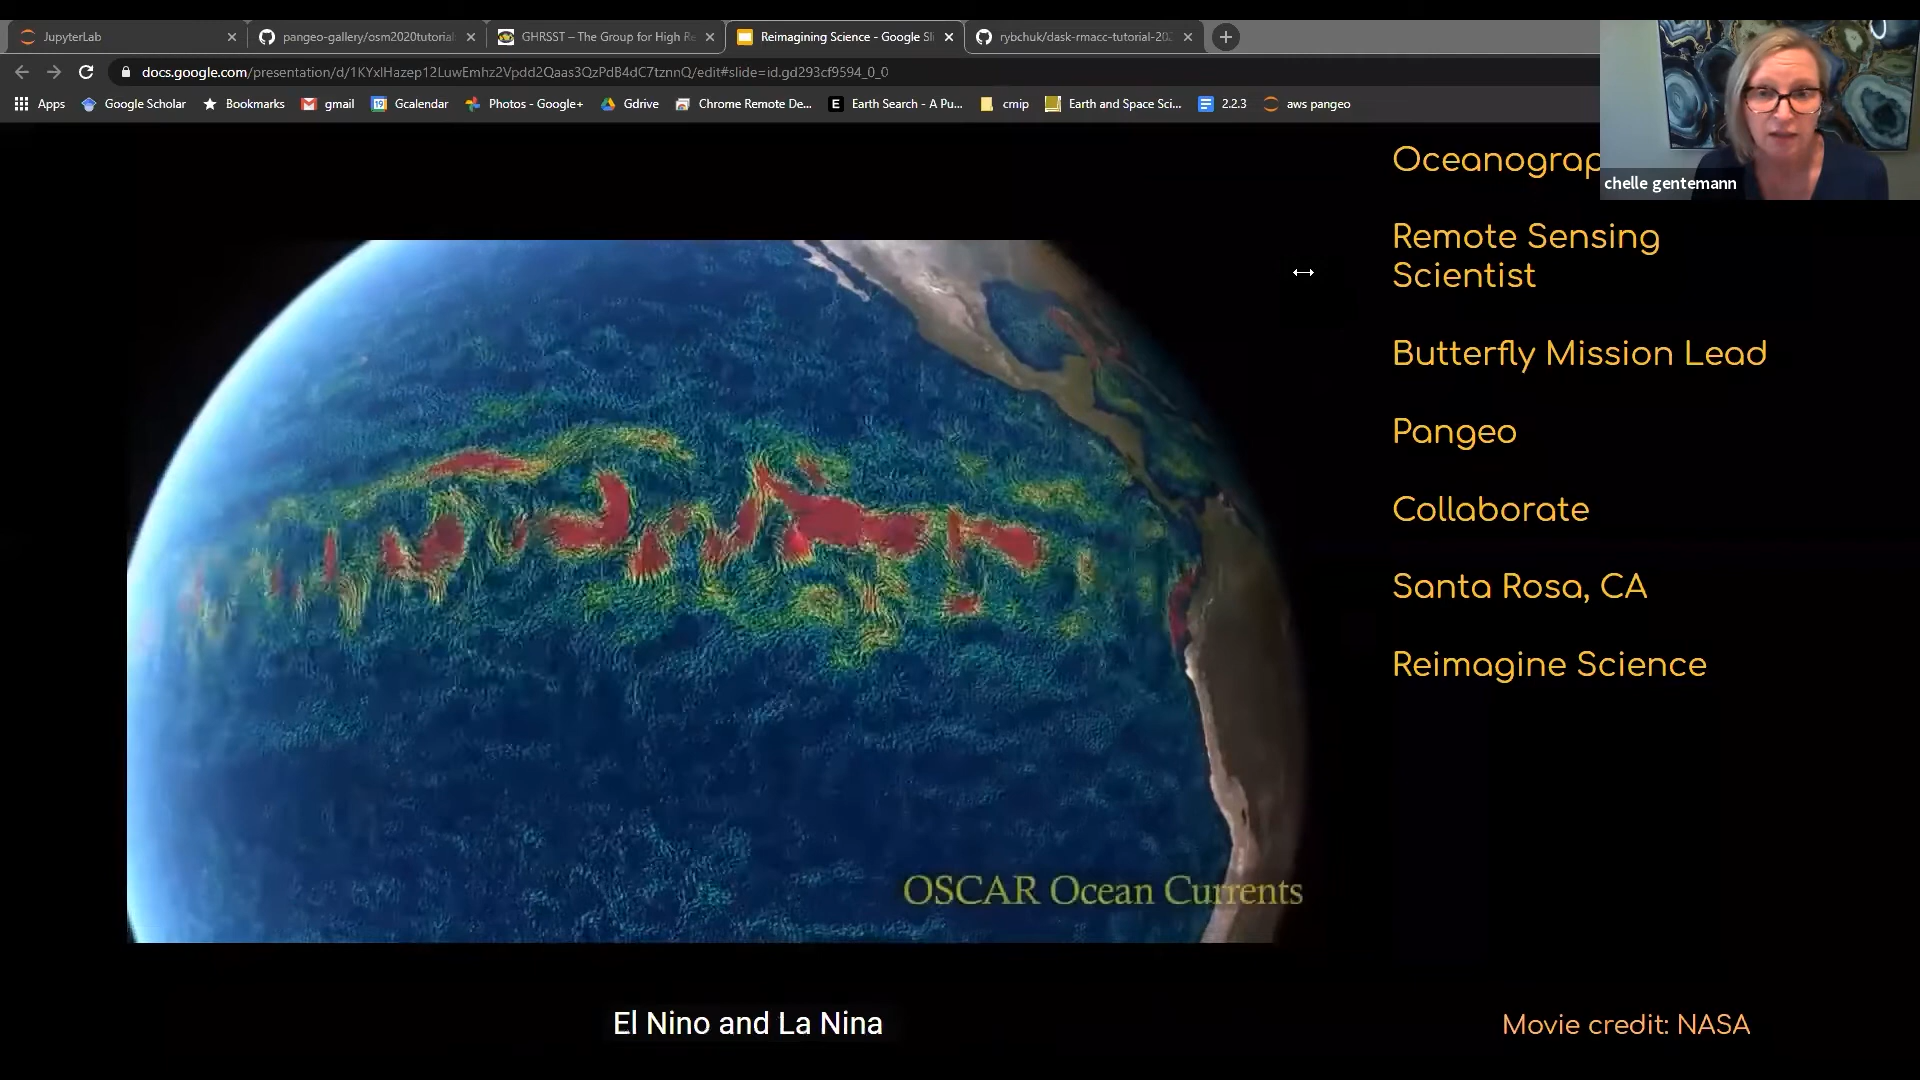 JupyterLab
pangeo-gallery/osm2020tutorial
GHRSST – The Group for High Re
Reimagining Science - Google Sli
rybchuk/dask-rmacc-tutorial-202
docs.google.com/presentation/d/1KYxlHazep12LuwEmhz2Vpdd2Qaas3QzPdB4dC7tznnQ/edit#slide=id.gd293cf9594_0_0
Apps
Google Scholar
Bookmarks
gmail
Gcalendar
Photos - Google+
Gdrive
Chrome Remote De...
Earth Search - A Pu...
cmip
Earth and Space Sci...
2.2.3
aws pangeo
chelle gentemann
Oceanograp
Remote Sensing
Scientist
Butterfly Mission Lead
Pangeo
Collaborate
Santa Rosa, CA
Reimagine Science
OSCAR Ocean Currents
El Nino and La Nina
Movie credit: NASA